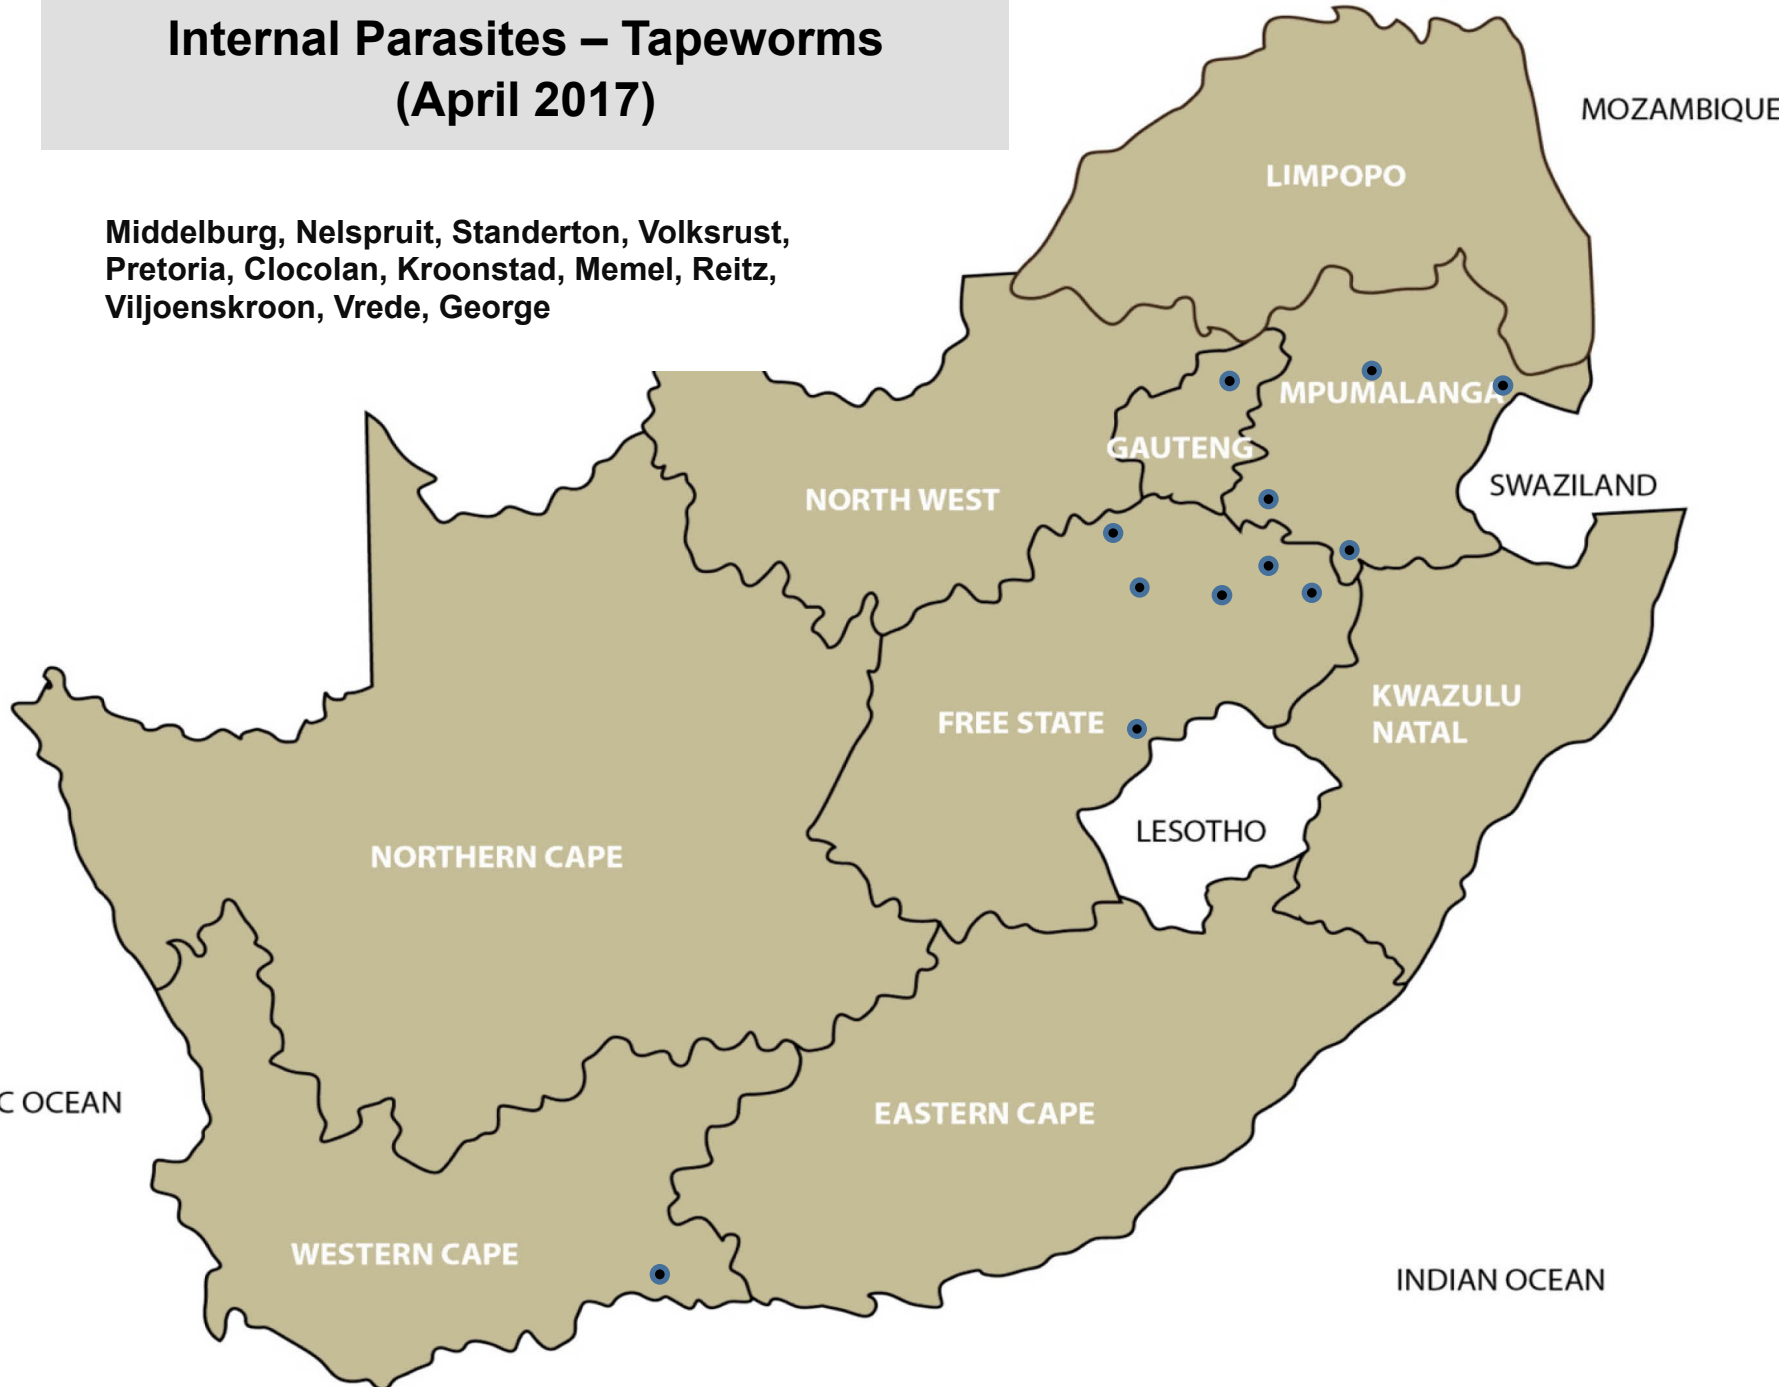 Internal Parasites – Tapeworms
(April 2017)
Middelburg, Nelspruit, Standerton, Volksrust,
Pretoria, Clocolan, Kroonstad, Memel, Reitz,
Viljoenskroon, Vrede, George
MOZAMBIQUE
LIMPOPO
MPUMALANGA
GAUTENG
SWAZILAND
NORTH WEST
KWAZULU
NATAL
FREE STATE
LESOTHO
NORTHERN CAPE
C OCEAN
EASTERN CAPE
WESTERN CAPE
INDIAN OCEAN